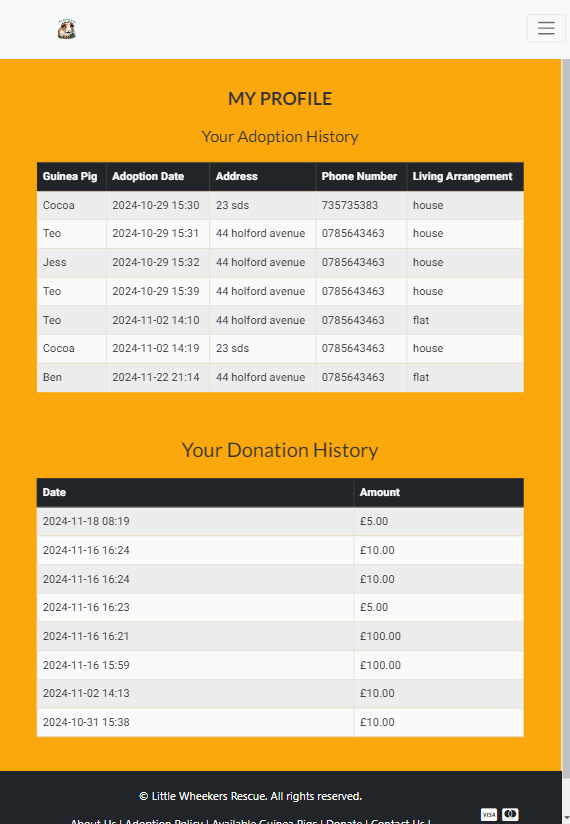 MY PROFILE
Your Adoption History
Guinea Pig Adoption Date Address Phone Number Living Arrangement
Cocoa 2024-10-29 15:30 23 sds 735735383 house
Teo 2024-10-29 15:31 44 holford avenue 0785643463 house
Jess 2024-10-29 15:32 44 holford avenue 0785643463 house
Teo 2024-10-29 15:39 44 holford avenue 0785643463 house
Teo 2024-11-02 14:10 44 holford avenue 0785643463 flat
Cocoa 2024-11-02 14:19 23 sds 0785643463 house
Ben 2024-11-22 21:14 44 holford avenue 0785643463 flat
Your Donation History
Date Amount
2024-11-18 08:19 £5.00
2024-11-16 16:24 £10.00
2024-11-16 16:24 £10.00
2024-11-16 16:23 £5.00
2024-11-16 16:21 £100.00
2024-11-16 15:59 £100.00
2024-11-02 14:13 £10.00
2024-10-31 15:38 £10.00
© Little Wheekers Rescue. All rights reserved.
VISA
About Us | Adoption Policy | Available Guinea Pigs | Donate | Contact Us |